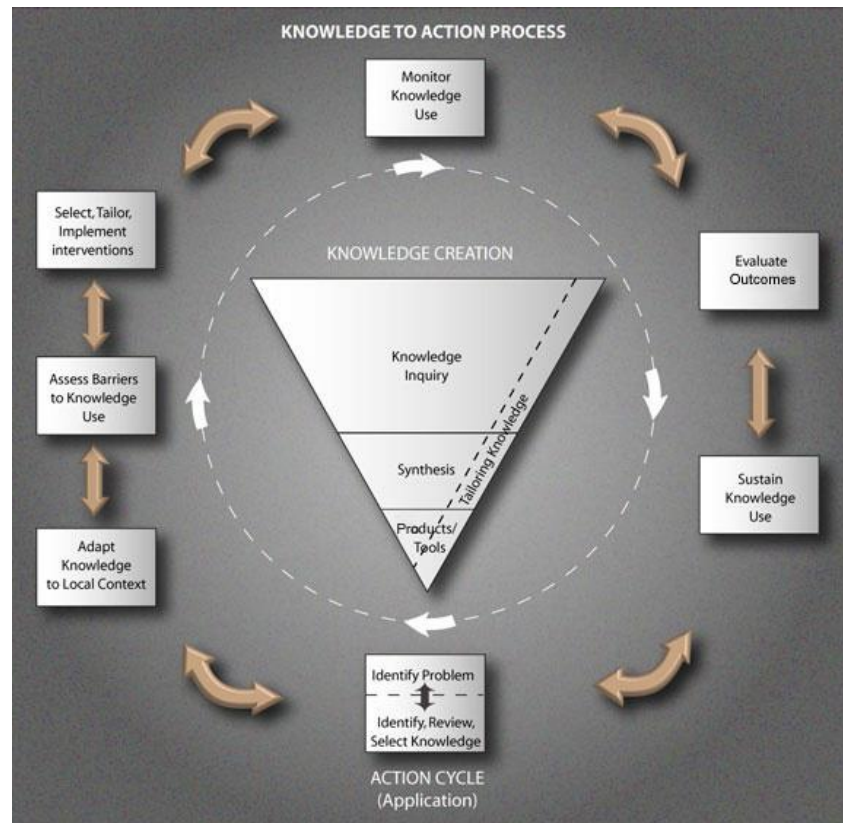 KNOWLEDGE TO ACTION PROCESS
Monitor
Knowledge
Use
Select, Tailor,
Implement
interventions
KNOWLEDGE CREATION
Evaluate
Outcomes
Knowledge
Inquiry
Assess Barriers
to Knowledge
Use
Tailoring Knowledge
Synthesis
Sustain
Knowledge
Use
Products/
Tools
Adapt
Knowledge
to Local Context
Identify Problem
Identify, Review,
Select Knowledge
ACTION CYCLE
(Application)